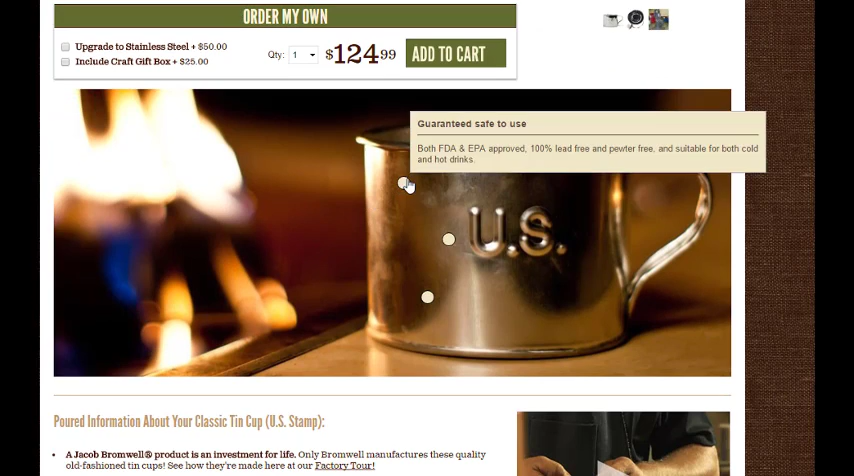 ORDER MY OWN
Upgrade to Stainless Steel + $50.00
Include Craft Gift Box + $25.00
Qty: 1
$124.99
ADD TO CART
Guaranteed safe to use
Both FDA & EPA approved, 100% lead free and pewter free, and suitable for both cold
and hot drinks.
U.S.
Poured Information About Your Classic Tin Cup (U.S. Stamp):
• A Jacob Bromwell® product is an investment for life. Only Bromwell manufactures these quality
old-fashioned tin cups! See how they're made here at our Factory Tour!